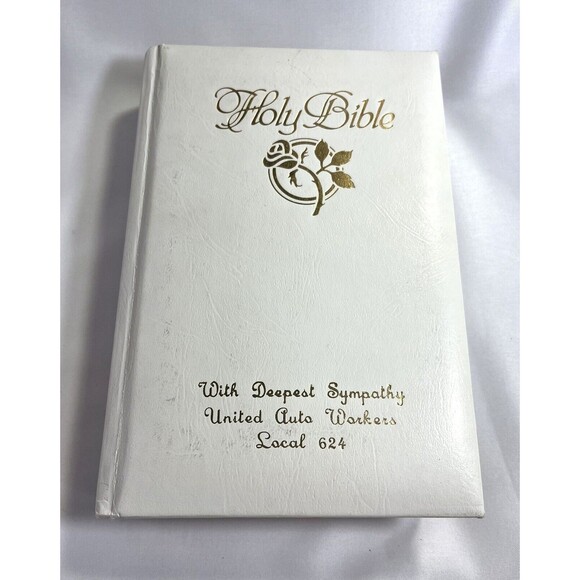 Holy Bible
With Deepest Sympathy
United Auto Workers
Local 624